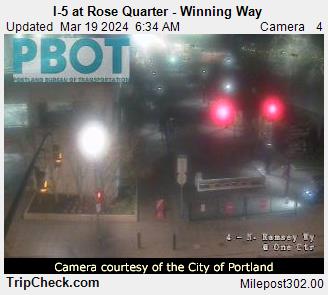 I-5 at Rose Quarter - Winning Way
Updated Mar 19 2024 6:34 AM Camera 4
PBOT
PORTLAND BUREAU OF TRANSPORTATION
4 - N. Ramsey Wy
@ One Ctr
Camera courtesy of the City of Portland
TripCheck.com Milepost302.00